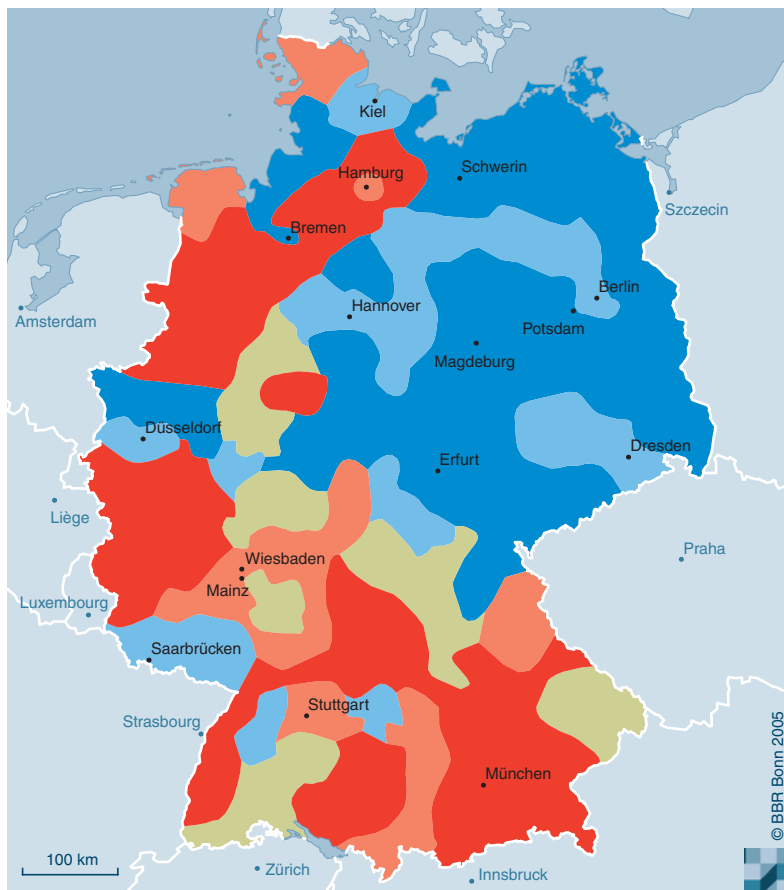 Kiel
Hamburg
Schwerin
Szczecin
Bremen
Berlin
Amsterdam
Hannover
Potsdam
Magdeburg
Düsseldorf
Dresden
Erfurt
Liège
Wiesbaden
Praha
Mainz
Luxembourg
Saarbrücken
Stuttgart
Strasbourg
München
© BBR Bonn 2005
100 km
Zürich
Innsbruck